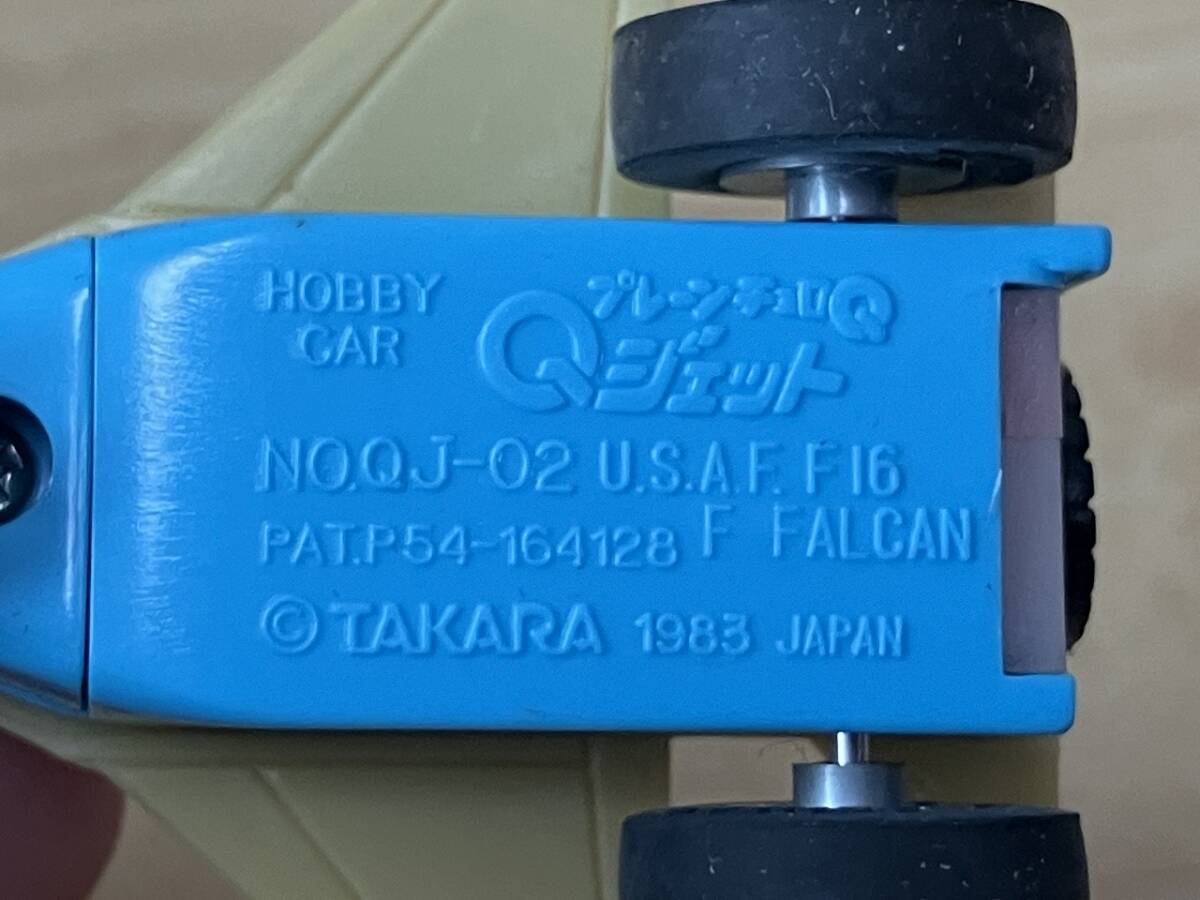 HOBBY
CAR
プレーンチョロQ
Qジェット
NO.QJ-02 U.S.A.F. F16
PAT.P54-164128 F FALCAN
©TAKARA 1983 JAPAN